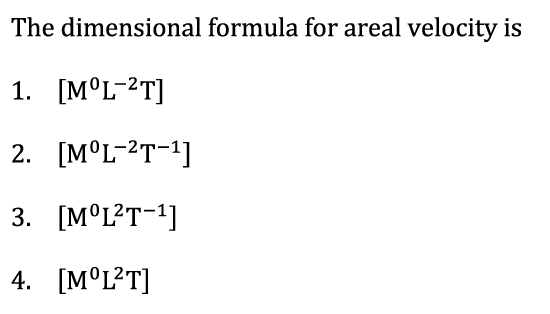 The dimensional formula for areal velocity is
1. [M⁰L⁻²T]
2. [M⁰L⁻²T⁻¹]
3. [M⁰L²T⁻¹]
4. [M⁰L²T]